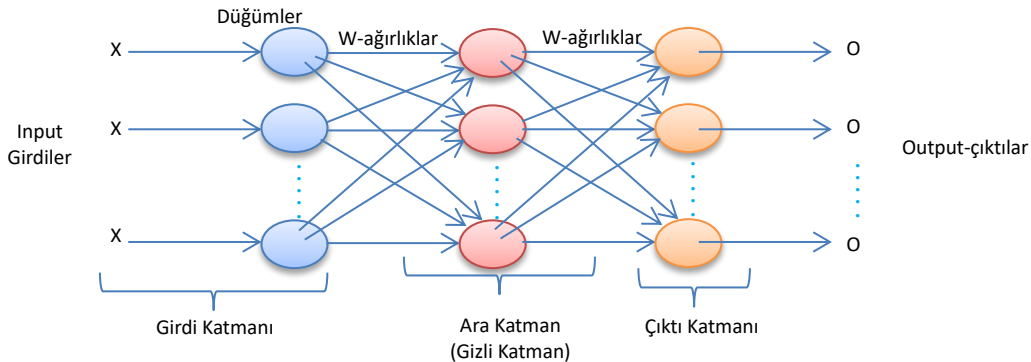 Düğümler
X
W-ağırlıklar
W-ağırlıklar
O
Input
Girdiler
X
O
Output-çıktılar
X
O
Girdi Katmanı
Ara Katman
(Gizli Katman)
Çıktı Katmanı